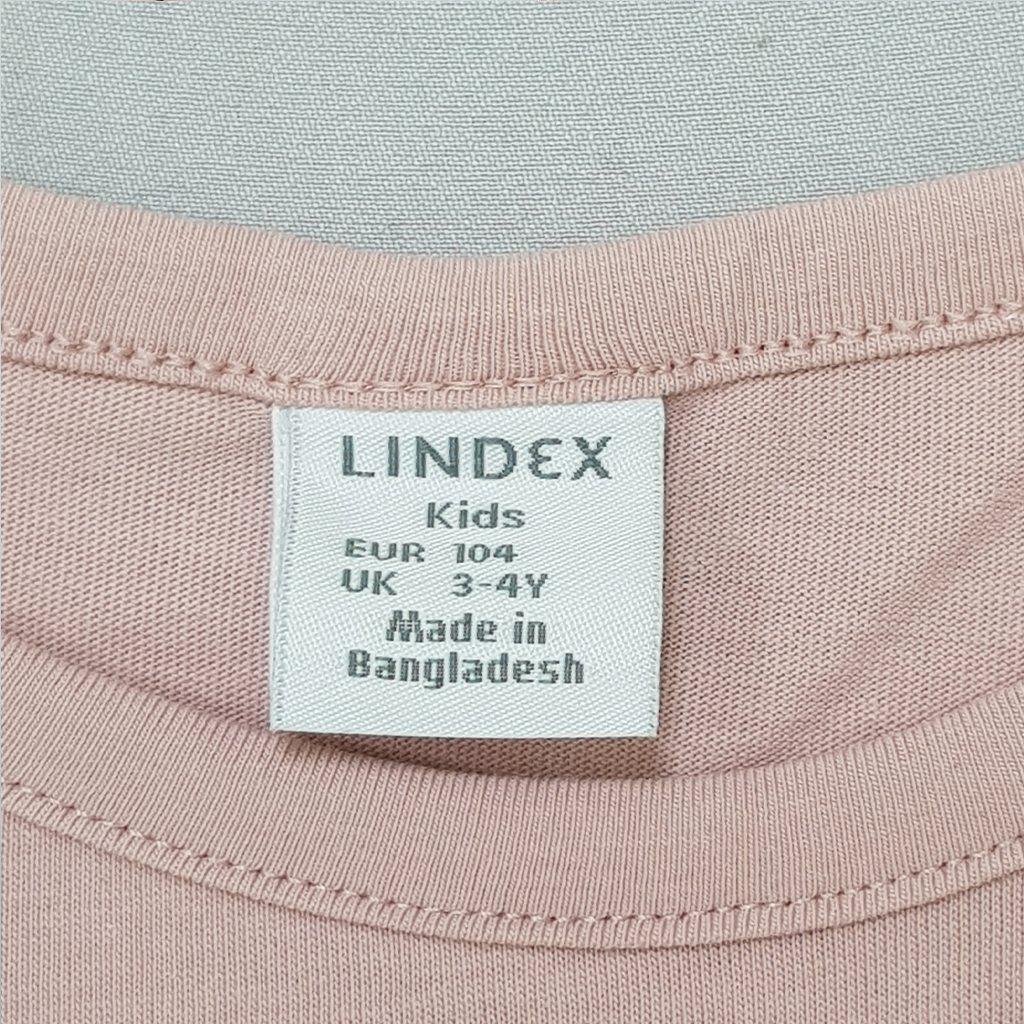 LINDEX
Kids
EUR 104
UK 3-4Y
Made in
Bangladesh